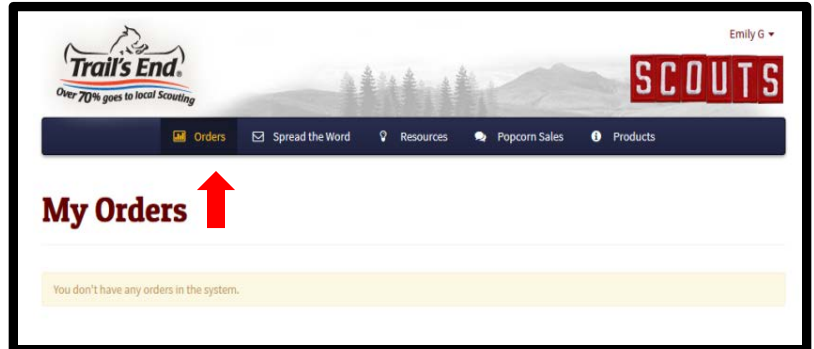 Emily G
Trail's End®
Over 70% goes to local Scouting
SCOUTS
Orders Spread the Word Resources Popcorn Sales Products
My Orders
You don't have any orders in the system.